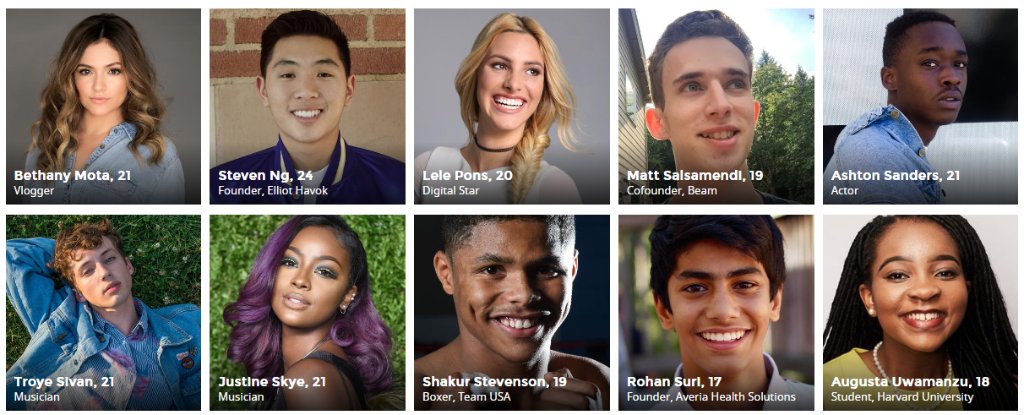 Bethany Mota, 21
Vlogger
Steven Ng, 24
Founder, Elliot Havok
Lele Pons, 20
Digital Star
Matt Salsamendi, 19
Cofounder, Beam
Ashton Sanders, 21
Actor
Troye Sivan, 21
Musician
Justine Skye, 21
Musician
Shakur Stevenson, 19
Boxer, Team USA
Rohan Suri, 17
Founder, Averia Health Solutions
Augusta Uwamanzu, 18
Student, Harvard University